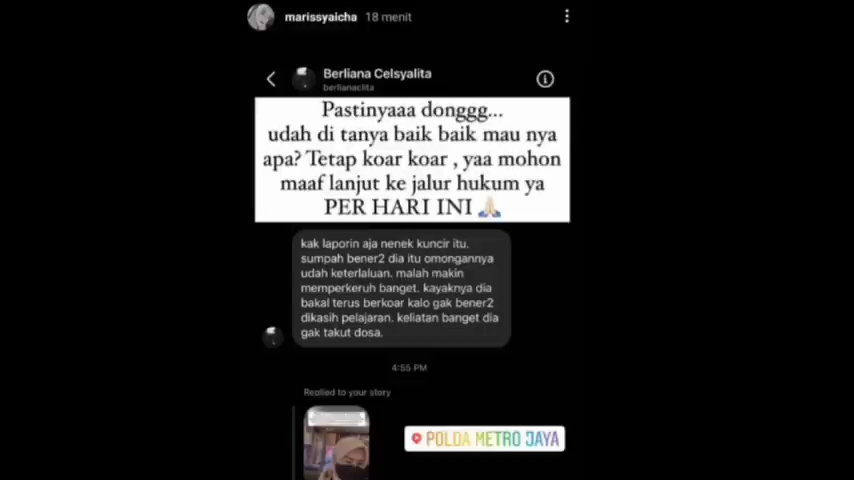 marissyaicha 18 menit
Berliana Celsyalita
berlianaclita
Pastinyaaa donggg...
udah di tanya baik baik mau nya
apa? Tetap koar koar , yaa mohon
maaf lanjut ke jalur hukum ya
PER HARI INI 🙏🏻
kak laporin aja nenek kuncir itu.
sumpah bener2 dia itu omongannya
udah keterlaluan. malah makin
memperkeruh banget. kayaknya dia
bakal terus berkoar kalo gak bener2
dikasih pelajaran. keliatan banget dia
gak takut dosa.
4:55 PM
Replied to your story
POLDA METRO JAYA